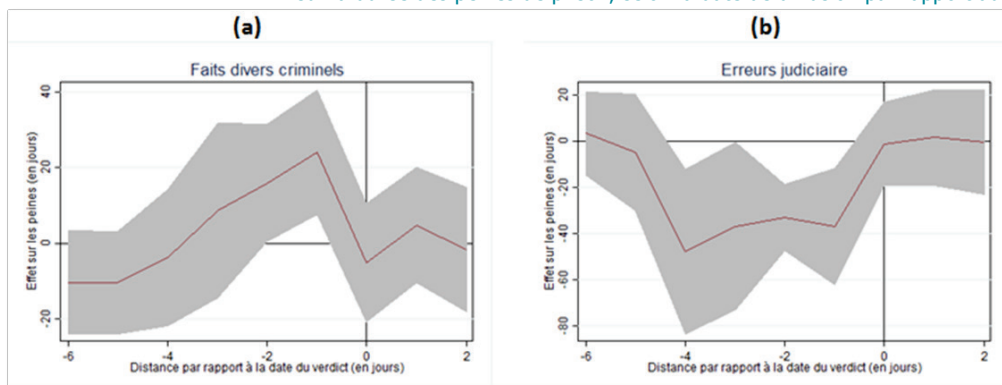 (a)
Faits divers criminels
Effet sur les peines (en jours)
40
20
0
-20
-6
-4
-2
0
2
Distance par rapport à la date du verdict (en jours)
(b)
Erreurs judiciaire
Effet sur les peines (en jours)
20
0
-20
-40
-60
-80
-6
-4
-2
0
2
Distance par rapport à la date du verdict (en jours)